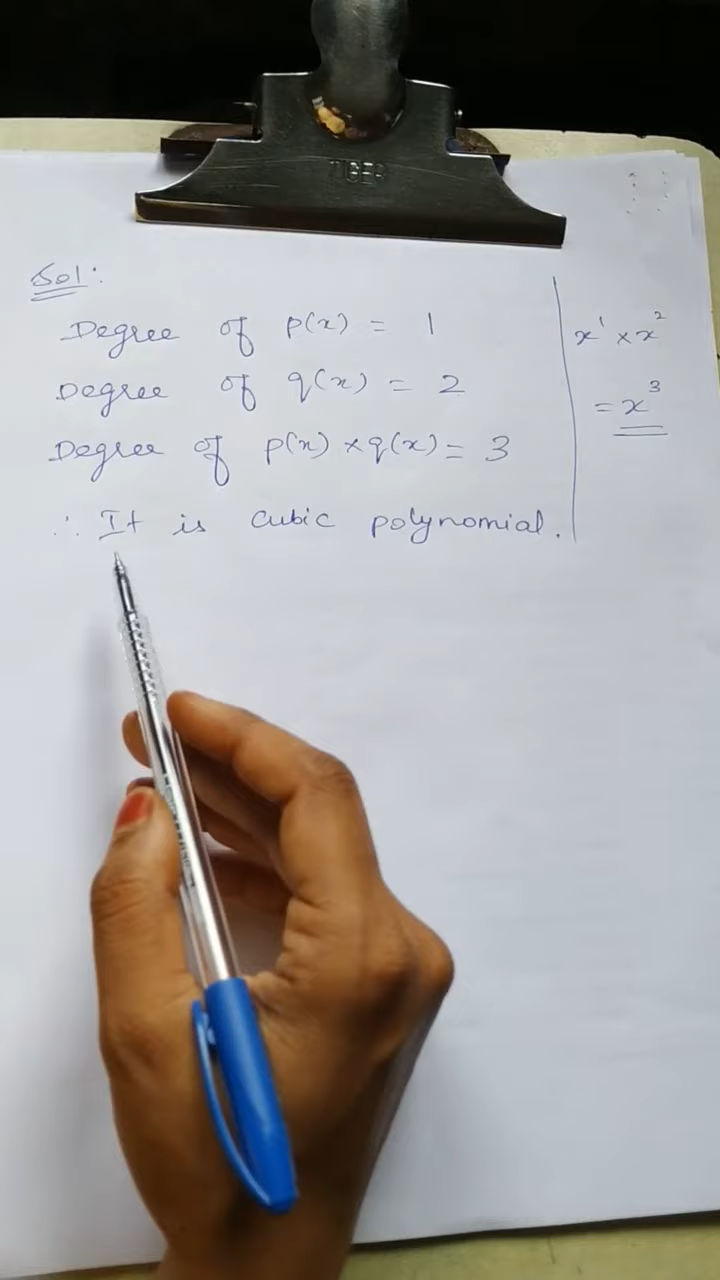 TIGER
Sol:
Degree of p(x) = 1
Degree of q(x) = 2
Degree of p(x) × q(x) = 3
∴ It is cubic polynomial.
x¹ × x²
= x³